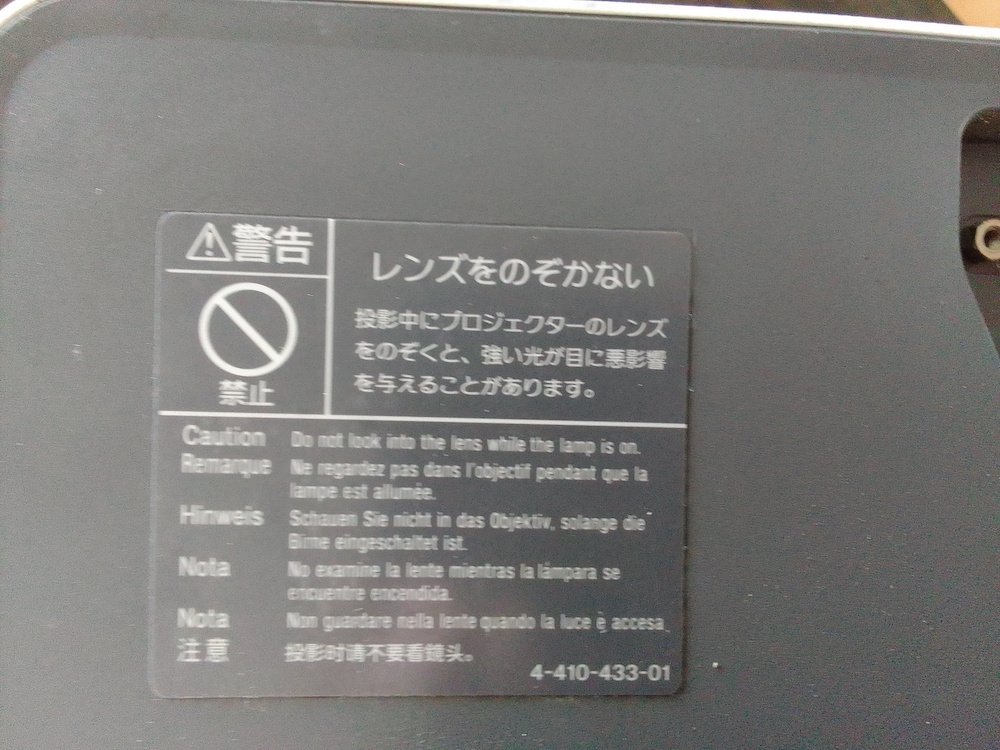 ⚠警告
禁止
レンズをのぞかない
投影中にプロジェクターのレンズ
をのぞくと、強い光が目に悪影響
を与えることがあります。
Caution Do not look into the lens while the lamp is on.
Remarque Ne regardez pas dans l'objectif pendant que la
lampe est allumée.
Hinweis Schauen Sie nicht in das Objektiv, solange die
Birne eingeschaltet ist.
Nota No examine la lente mientras la lámpara se
encuentre encendida.
Nota Non guardare nella lente quando la luce è accesa.
注意 投影时请不要看镜头。
4-410-433-01